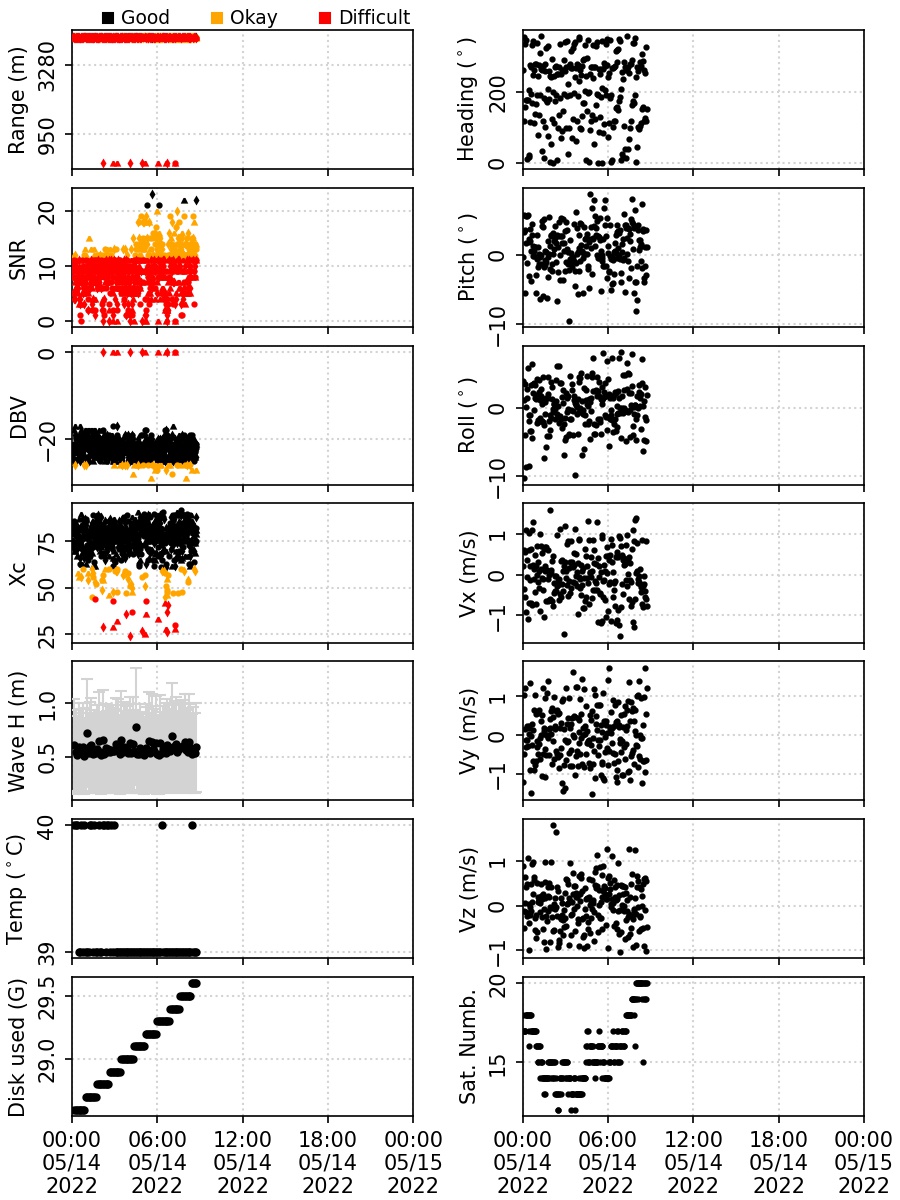 Good Okay Difficult
Range (m)
3280
950
Heading (°)
200
0
SNR
20
10
0
Pitch (°)
0
−10
DBV
0
−20
Roll (°)
0
−10
Xc
75
50
25
Vx (m/s)
1
0
−1
Wave H (m)
1.0
0.5
Vy (m/s)
1
0
−1
Temp (°C)
40
39
Vz (m/s)
1
0
−1
Disk used (G)
29.5
29.0
Sat. Numb.
20
15
00:00 06:00 12:00 18:00 00:00
05/14 05/14 05/14 05/14 05/15
2022 2022 2022 2022 2022
00:00 06:00 12:00 18:00 00:00
05/14 05/14 05/14 05/14 05/15
2022 2022 2022 2022 2022